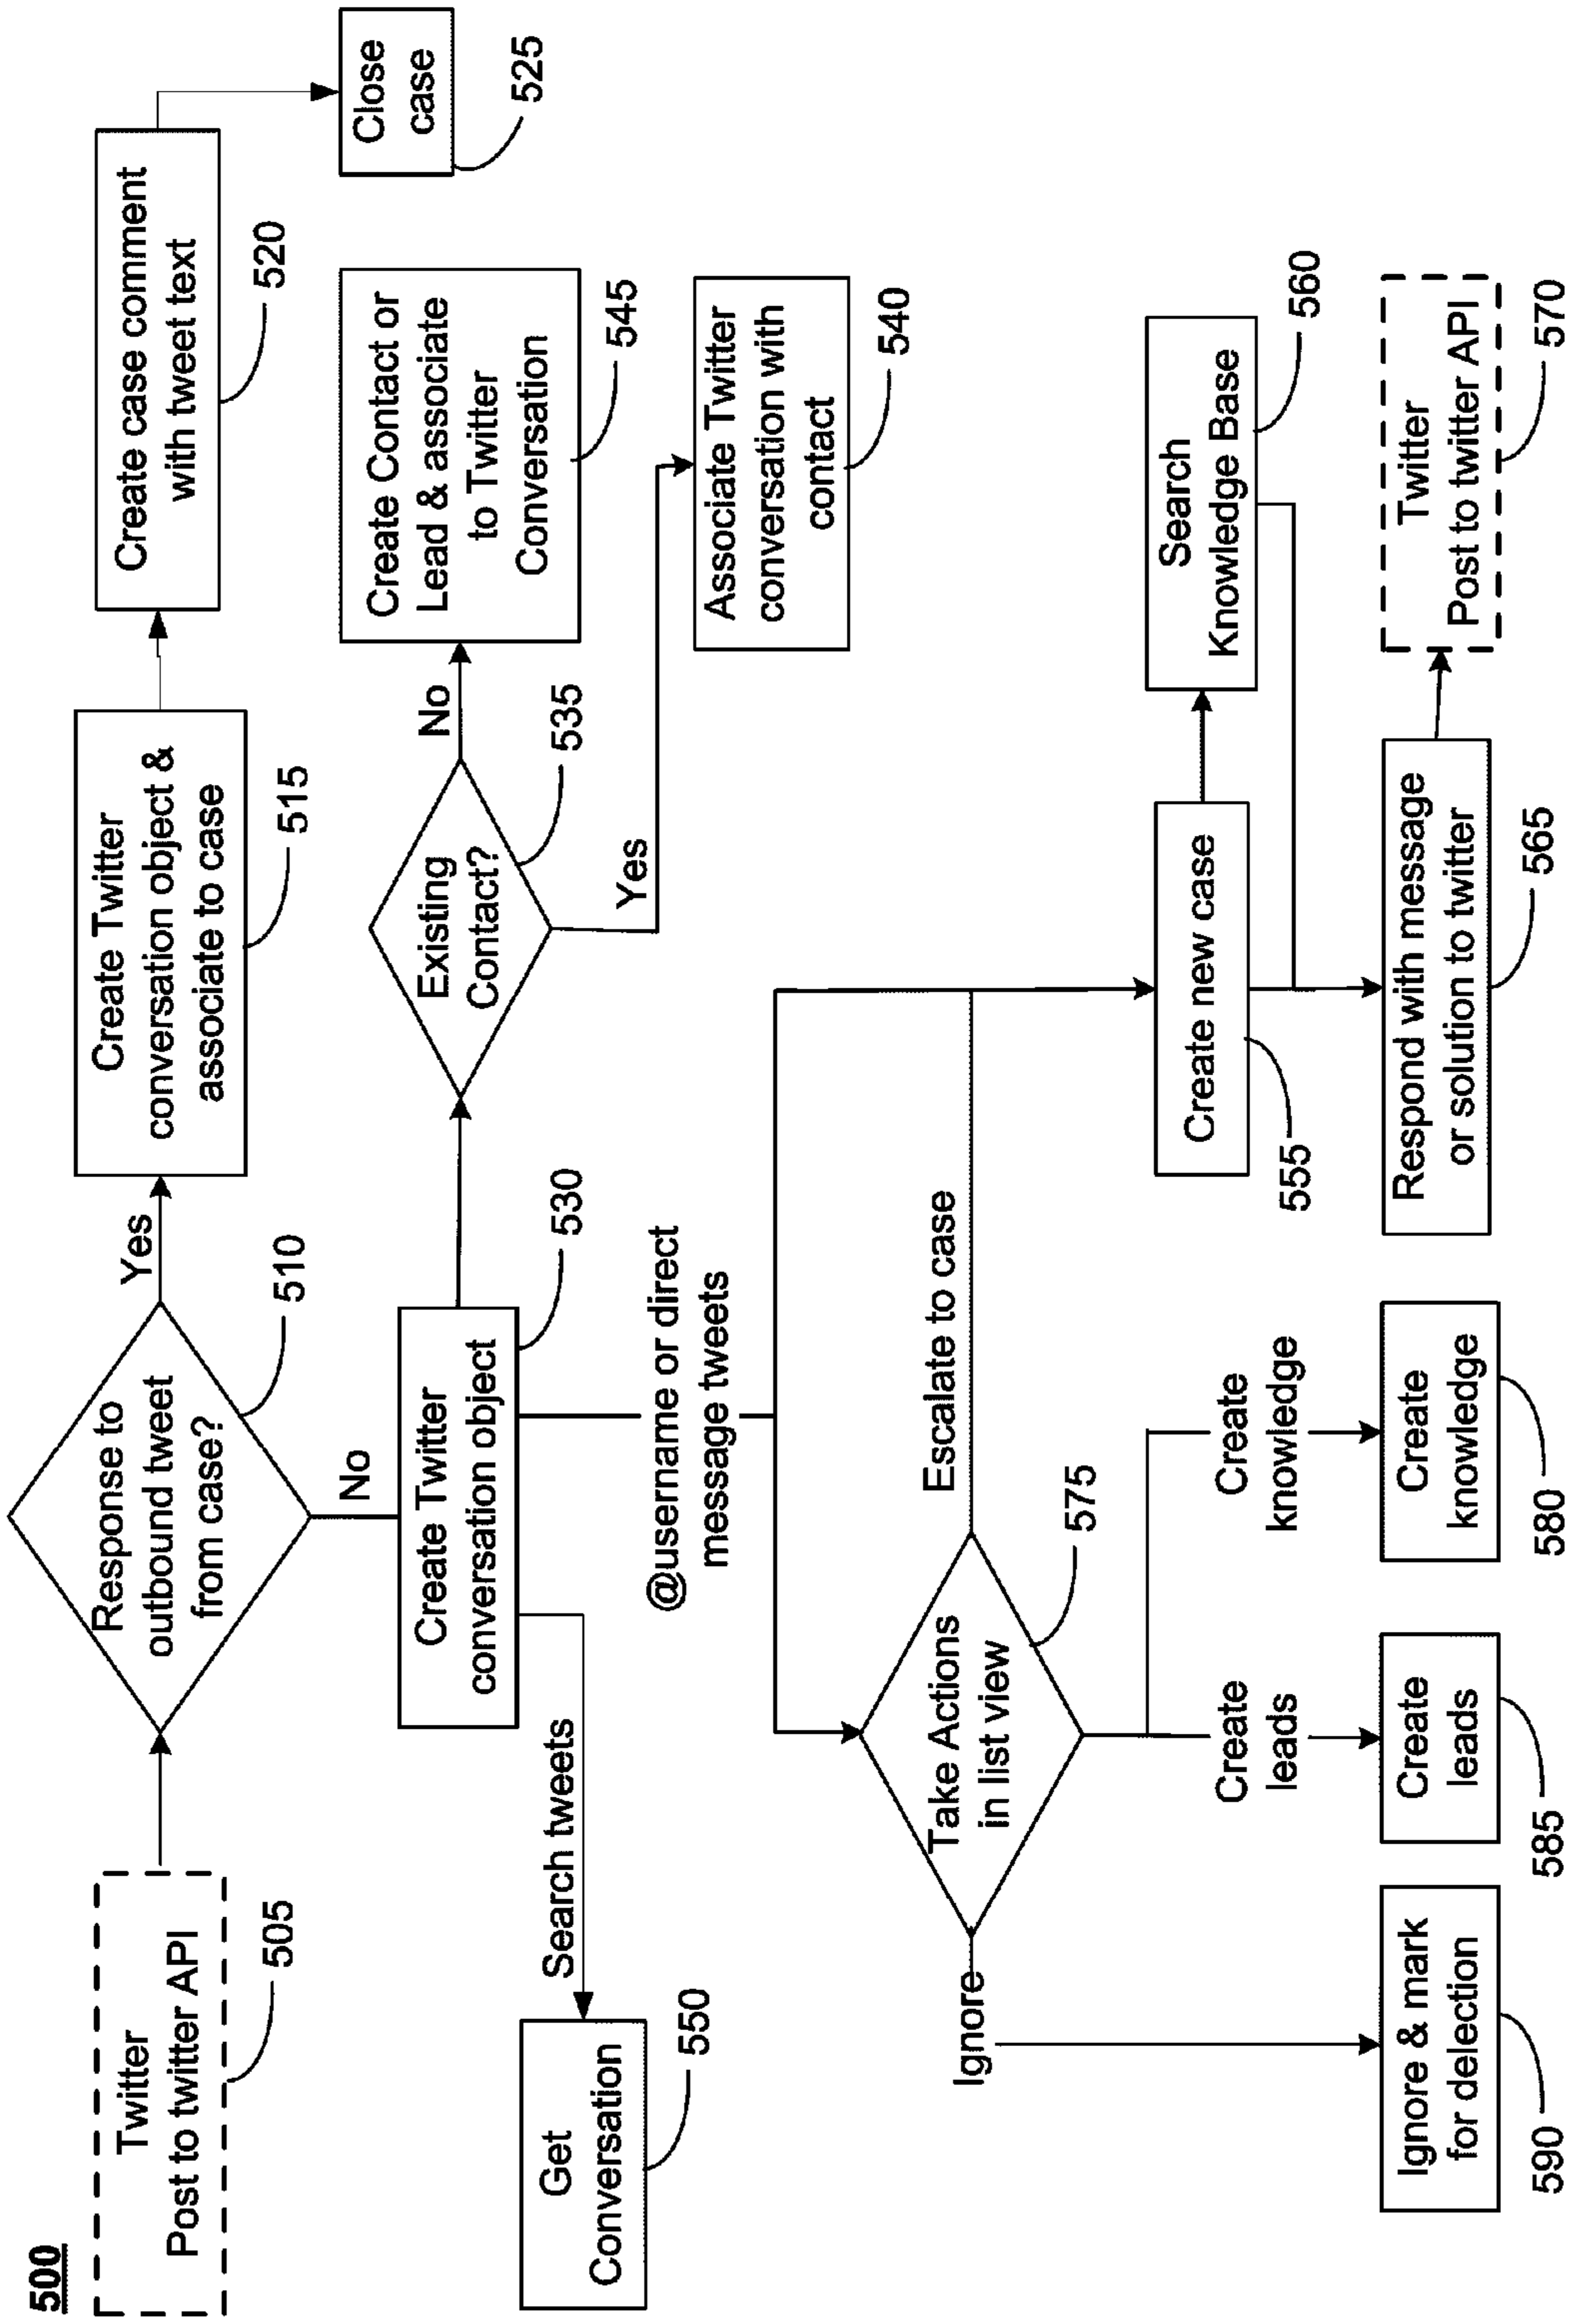 500
Twitter
Post to twitter API
505
Response to
outbound tweet
from case?
510
Yes
Create Twitter
conversation object &
associate to case
515
Create case comment
with tweet text
520
Close
case
525
No
Create Twitter
conversation object
530
Existing
Contact?
535
No
Create Contact or
Lead & associate
to Twitter
Conversation
545
Yes
Associate Twitter
conversation with
contact
540
Search tweets
Get
Conversation
550
@username or direct
message tweets
Take Actions
in list view
575
Escalate to case
Create new case
555
Search
Knowledge Base
560
Respond with message
or solution to twitter
565
Twitter
Post to twitter API
570
Ignore
Ignore & mark
for delection
590
Create
leads
Create
leads
585
Create
knowledge
Create
knowledge
580